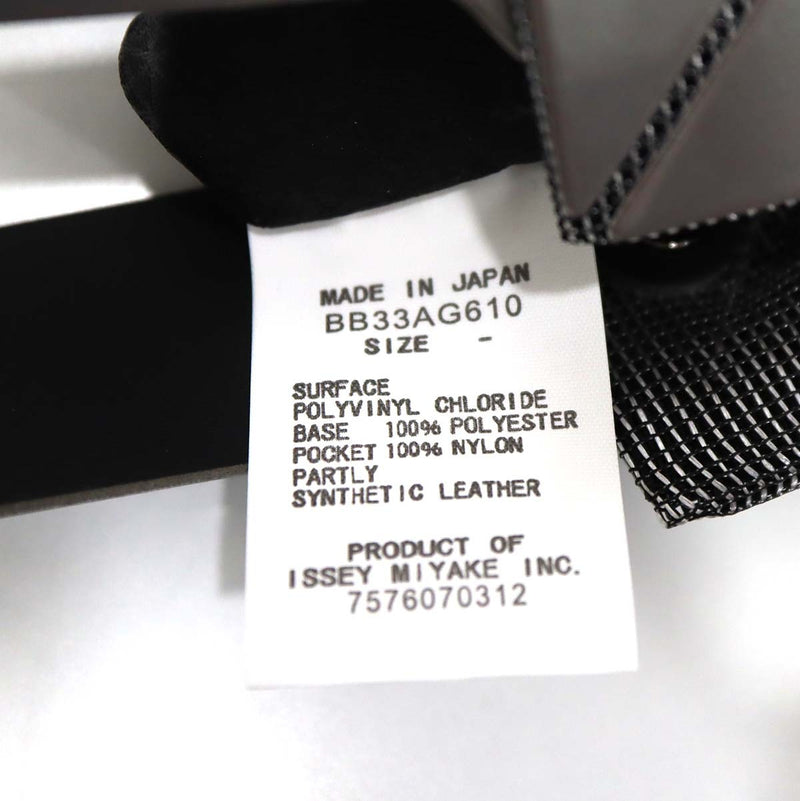 MADE IN JAPAN
BB33AG610
SIZE -
SURFACE
POLYVINYL CHLORIDE
BASE 100% POLYESTER
POCKET 100% NYLON
PARTLY
SYNTHETIC LEATHER
PRODUCT OF
ISSEY MIYAKE INC.
7576070312